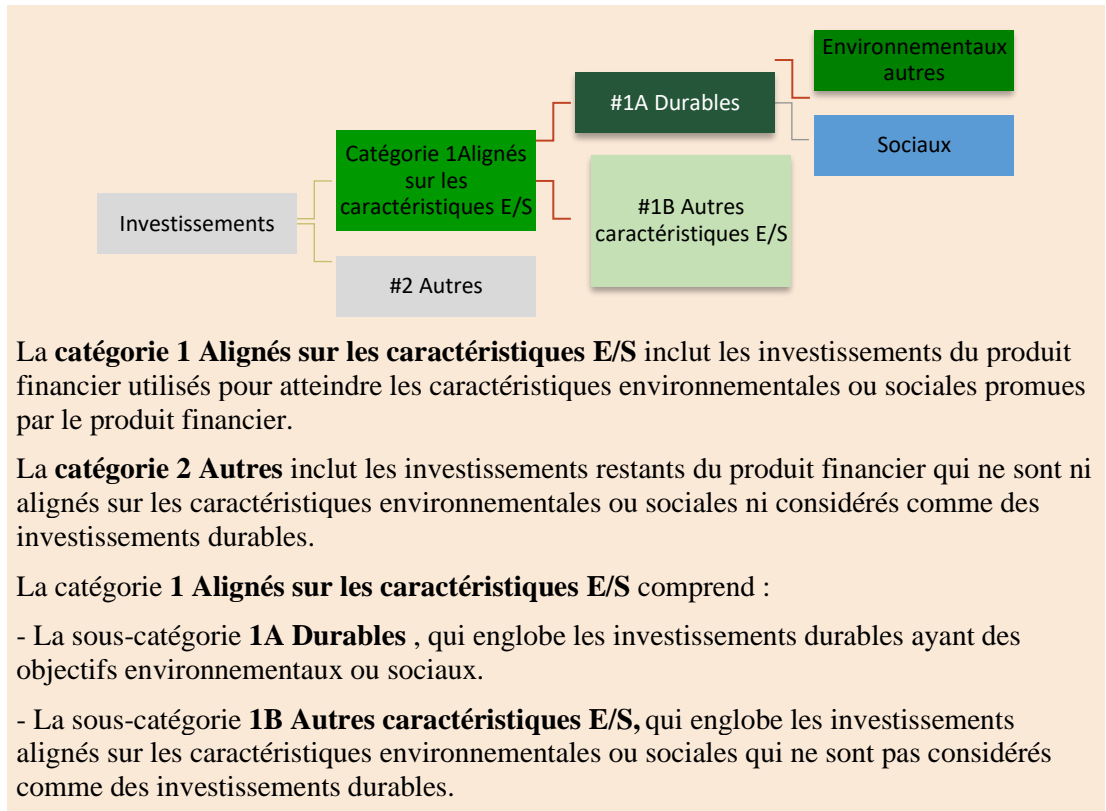 Environnementaux
autres
#1A Durables
Sociaux
Catégorie 1Alignés
sur les
caractéristiques E/S
#1B Autres
caractéristiques E/S
Investissements
#2 Autres
La catégorie 1 Alignés sur les caractéristiques E/S inclut les investissements du produit
financier utilisés pour atteindre les caractéristiques environnementales ou sociales promues
par le produit financier.
La catégorie 2 Autres inclut les investissements restants du produit financier qui ne sont ni
alignés sur les caractéristiques environnementales ou sociales ni considérés comme des
investissements durables.
La catégorie 1 Alignés sur les caractéristiques E/S comprend :
- La sous-catégorie 1A Durables , qui englobe les investissements durables ayant des
objectifs environnementaux ou sociaux.
- La sous-catégorie 1B Autres caractéristiques E/S, qui englobe les investissements
alignés sur les caractéristiques environnementales ou sociales qui ne sont pas considérés
comme des investissements durables.